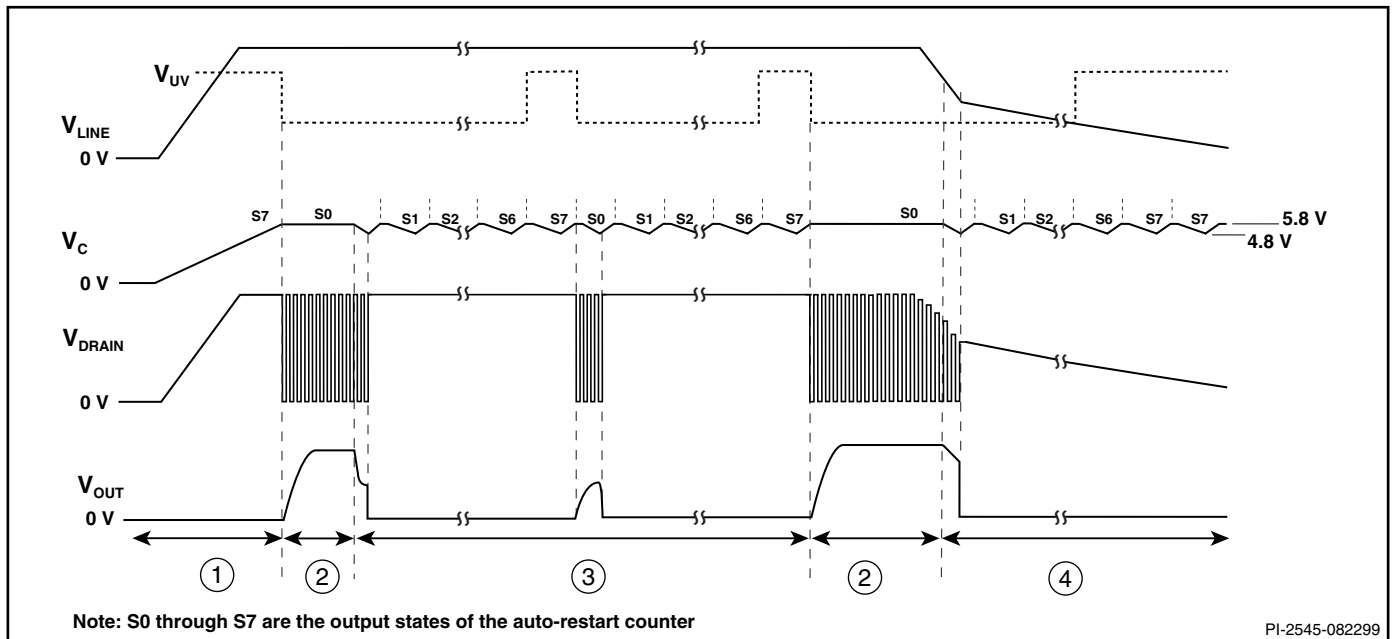 VUV
VLINE
0 V
S7 S0 S1 S2 S6 S7 S0 S1 S2 S6 S7 S0 S1 S2 S6 S7 S7 5.8 V
4.8 V
VC
0 V
VDRAIN
0 V
VOUT
0 V
1 2 3 2 4
Note: S0 through S7 are the output states of the auto-restart counter
PI-2545-082299